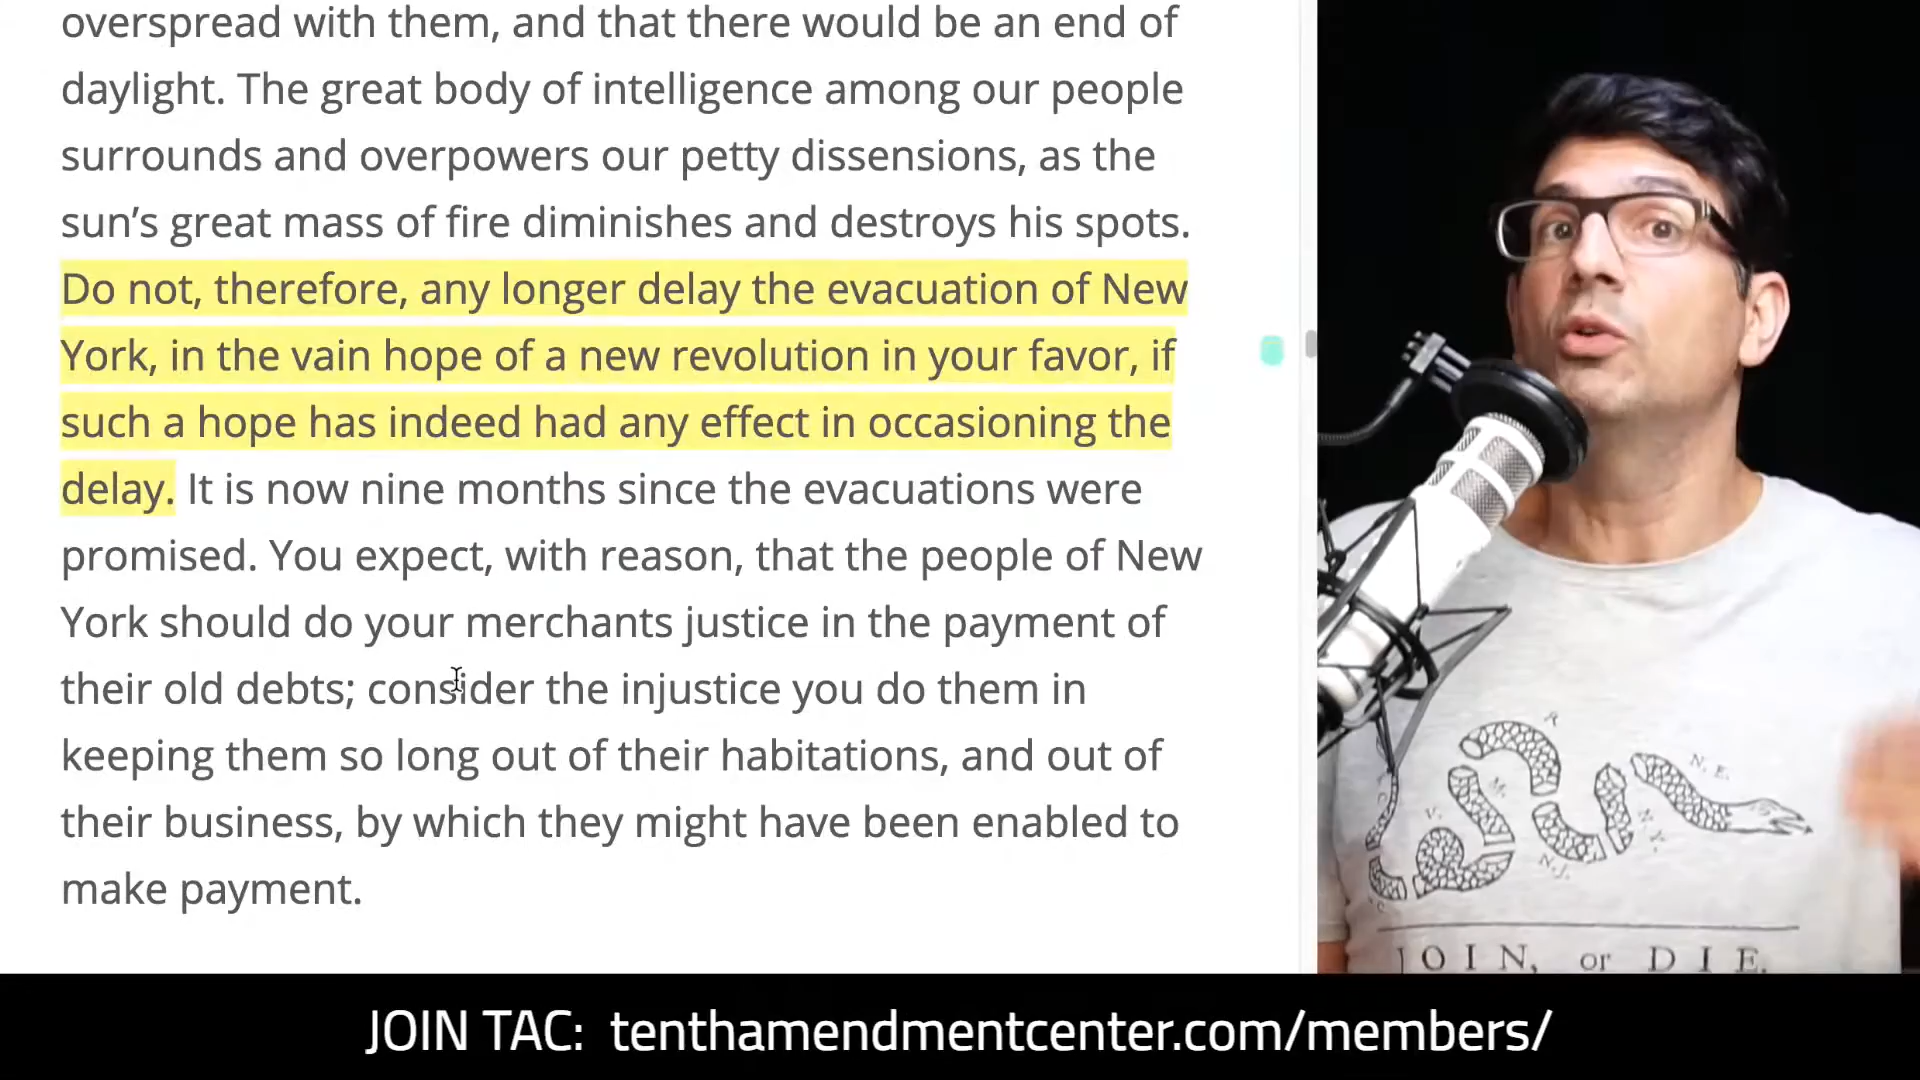 overspread with them, and that there would be an end of
daylight. The great body of intelligence among our people
surrounds and overpowers our petty dissensions, as the
sun’s great mass of fire diminishes and destroys his spots.
Do not, therefore, any longer delay the evacuation of New
York, in the vain hope of a new revolution in your favor, if
such a hope has indeed had any effect in occasioning the
delay. It is now nine months since the evacuations were
promised. You expect, with reason, that the people of New
York should do your merchants justice in the payment of
their old debts; consider the injustice you do them in
keeping them so long out of their habitations, and out of
their business, by which they might have been enabled to
make payment.
R.
N. E.
M.
V.
N. Y.
N. J.
JOIN, or DIE.
JOIN TAC: tenthamendmentcenter.com/members/